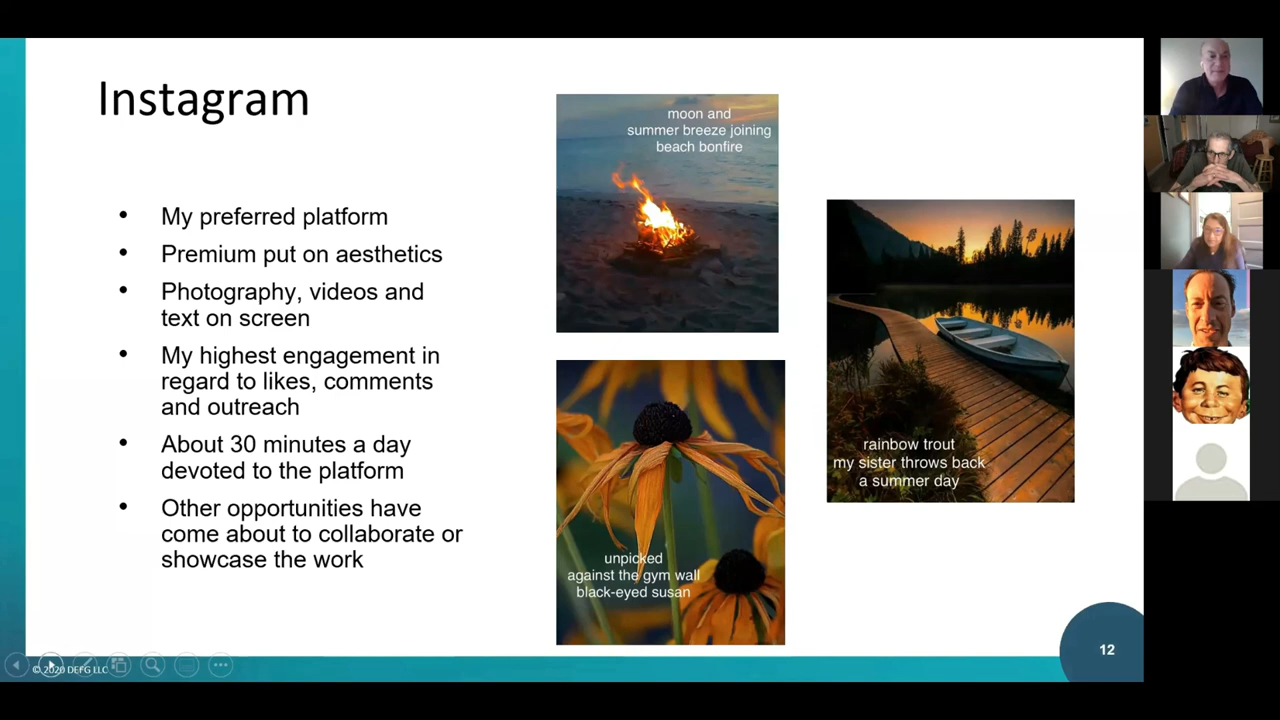 Instagram
• My preferred platform
• Premium put on aesthetics
• Photography, videos and
text on screen
• My highest engagement in
regard to likes, comments
and outreach
• About 30 minutes a day
devoted to the platform
• Other opportunities have
come about to collaborate or
showcase the work
moon and
summer breeze joining
beach bonfire
unpicked
against the gym wall
black-eyed susan
rainbow trout
my sister throws back
a summer day
12
© 2020 DEFG LLC